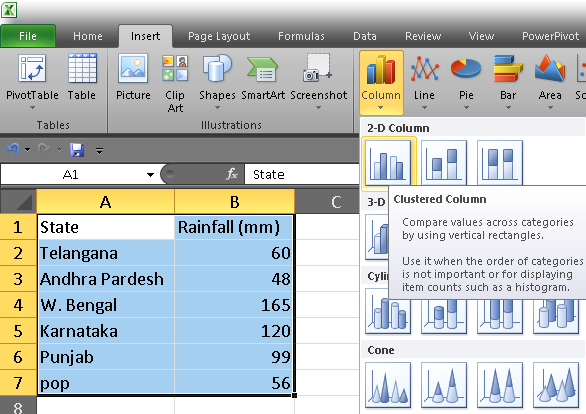 File Home Insert Page Layout Formulas Data Review View PowerPivot
PivotTable Table Picture Clip Art Shapes SmartArt Screenshot Column Line Pie Bar Area
Tables Illustrations
2-D Column
A1 fx State
Clustered Column
Compare values across categories
by using vertical rectangles.
Use it when the order of categories
is not important or for displaying
item counts such as a histogram.
3-D
Cylin
Cone
A B C
1 State Rainfall (mm)
2 Telangana 60
3 Andhra Pardesh 48
4 W. Bengal 165
5 Karnataka 120
6 Punjab 99
7 pop 56
8